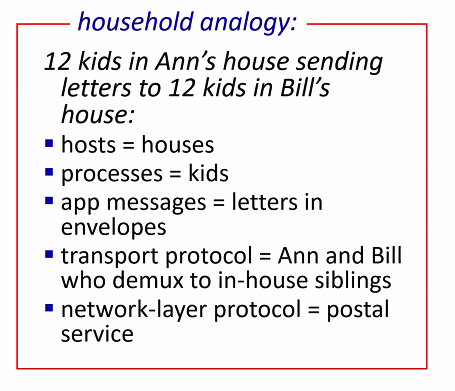 household analogy:
12 kids in Ann’s house sending
letters to 12 kids in Bill’s
house:
▪ hosts = houses
▪ processes = kids
▪ app messages = letters in
envelopes
▪ transport protocol = Ann and Bill
who demux to in-house siblings
▪ network-layer protocol = postal
service